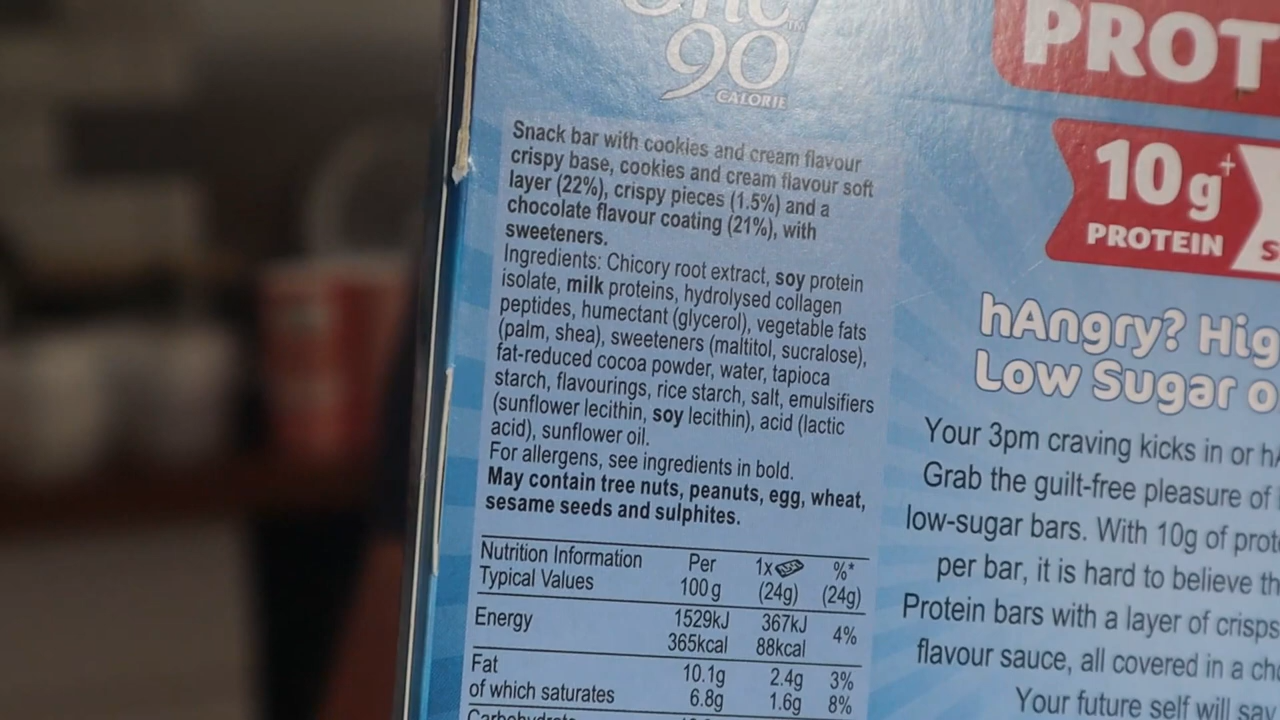 90
CALORIE
Snack bar with cookies and cream flavour
crispy base, cookies and cream flavour soft
layer (22%), crispy pieces (1.5%) and a
chocolate flavour coating (21%), with
sweeteners.
Ingredients: Chicory root extract, soy protein
isolate, milk proteins, hydrolysed collagen
peptides, humectant (glycerol), vegetable fats
(palm, shea), sweeteners (maltitol, sucralose),
fat-reduced cocoa powder, water, tapioca
starch, flavourings, rice starch, salt, emulsifiers
(sunflower lecithin, soy lecithin), acid (lactic
acid), sunflower oil.
For allergens, see ingredients in bold.
May contain tree nuts, peanuts, egg, wheat,
sesame seeds and sulphites.
Nutrition Information Per 1x %*
Typical Values 100 g (24g) (24g)
Energy 1529kJ 367kJ 4%
365kcal 88kcal
Fat 10.1g 2.4g 3%
of which saturates 6.8g 1.6g 8%
Carbohydrate
PROT
10g+
PROTEIN
hAngry? Hig
Low Sugar o
Your 3pm craving kicks in or hA
Grab the guilt-free pleasure of
low-sugar bars. With 10g of prote
per bar, it is hard to believe th
Protein bars with a layer of crisps
flavour sauce, all covered in a cho
Your future self will say